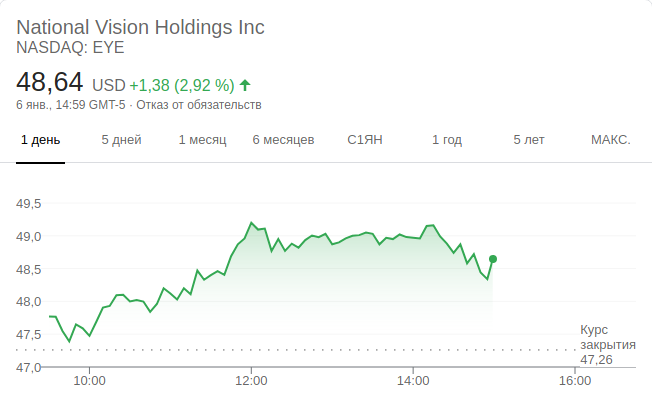 National Vision Holdings Inc
NASDAQ: EYE
48,64 USD +1,38 (2,92 %)
6 янв., 14:59 GMT-5 · Отказ от обязательств
1 день 5 дней 1 месяц 6 месяцев С1ЯН 1 год 5 лет МАКС.
49,5
49,0
48,5
48,0
47,5
Курс
закрытия
47,26
47,0
10:00 12:00 14:00 16:00